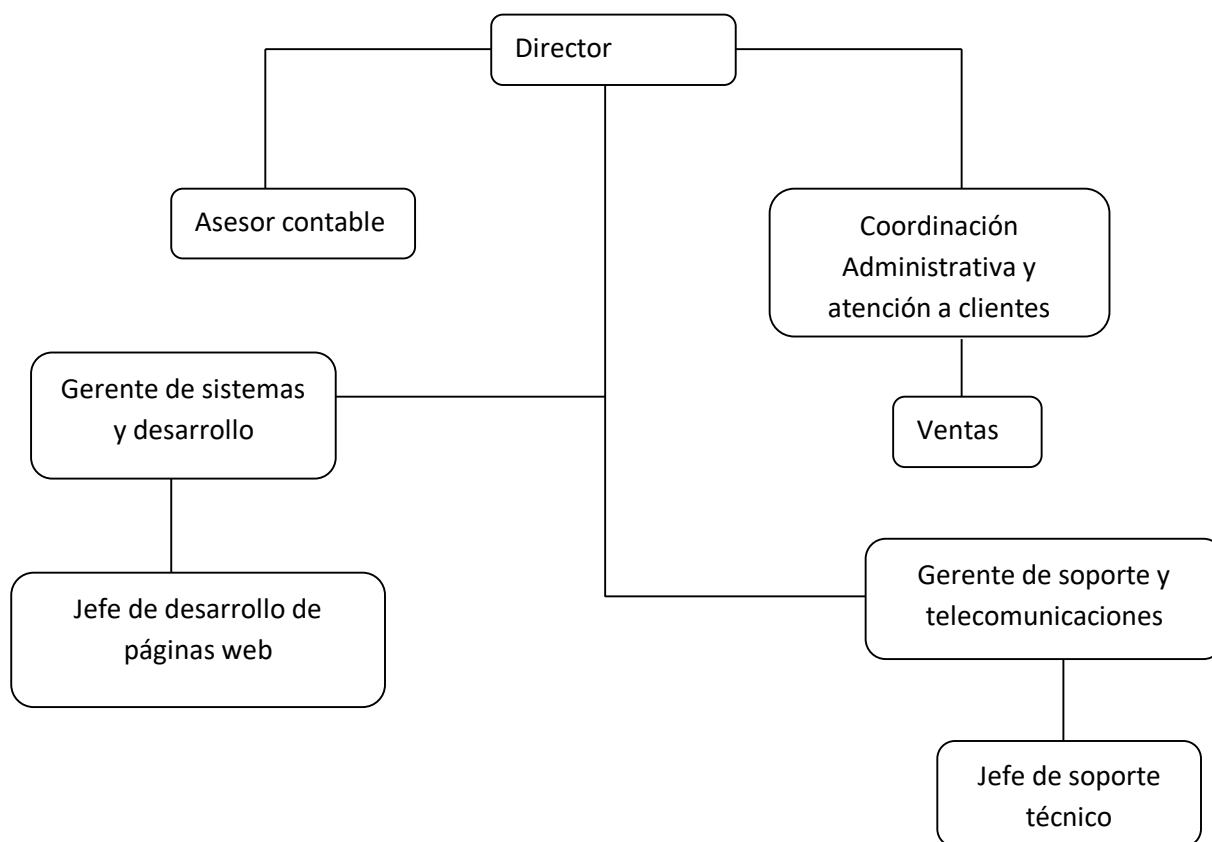 Director
Asesor contable
Coordinación
Administrativa y
atención a clientes
Gerente de sistemas
y desarrollo
Ventas
Gerente de soporte y
telecomunicaciones
Jefe de desarrollo de
páginas web
Jefe de soporte
técnico